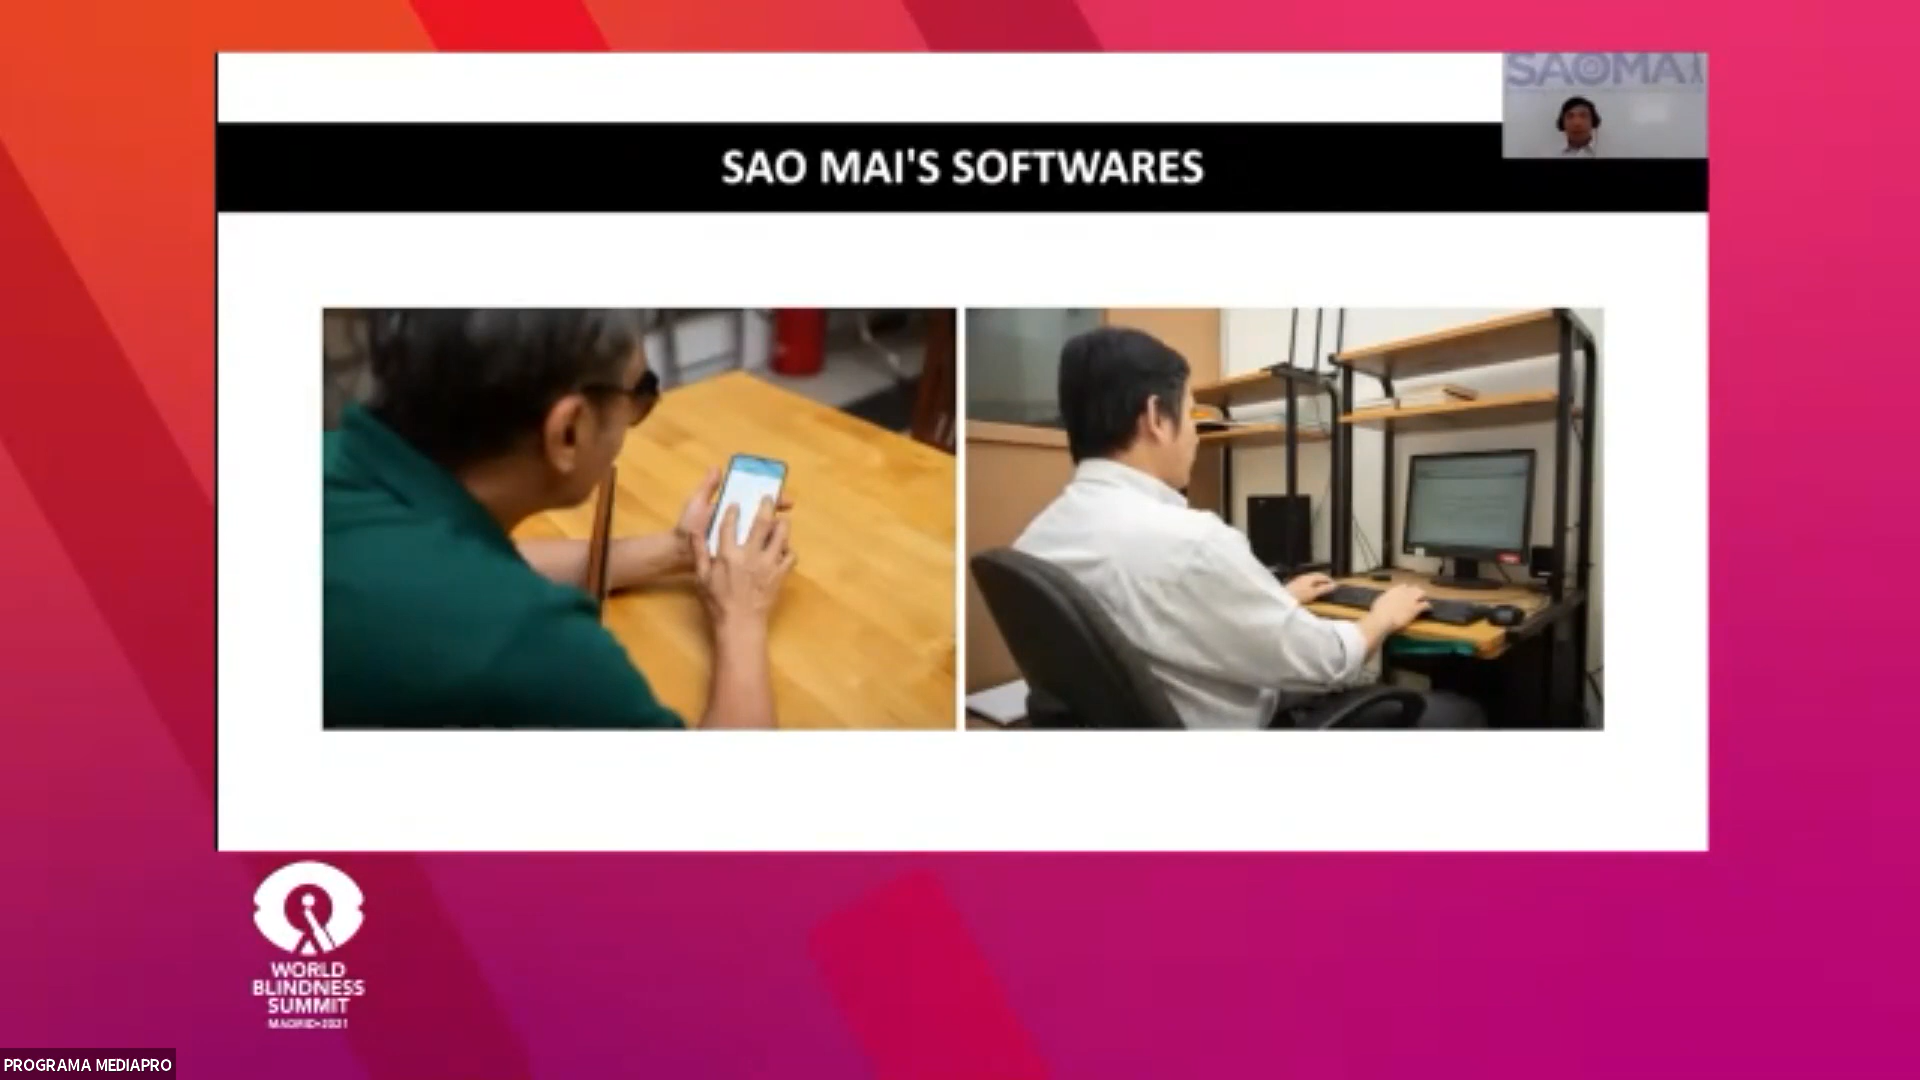 SAOMAI
SAO MAI'S SOFTWARES
WORLD
BLINDNESS
SUMMIT
MADRID•2021
PROGRAMA MEDIAPRO